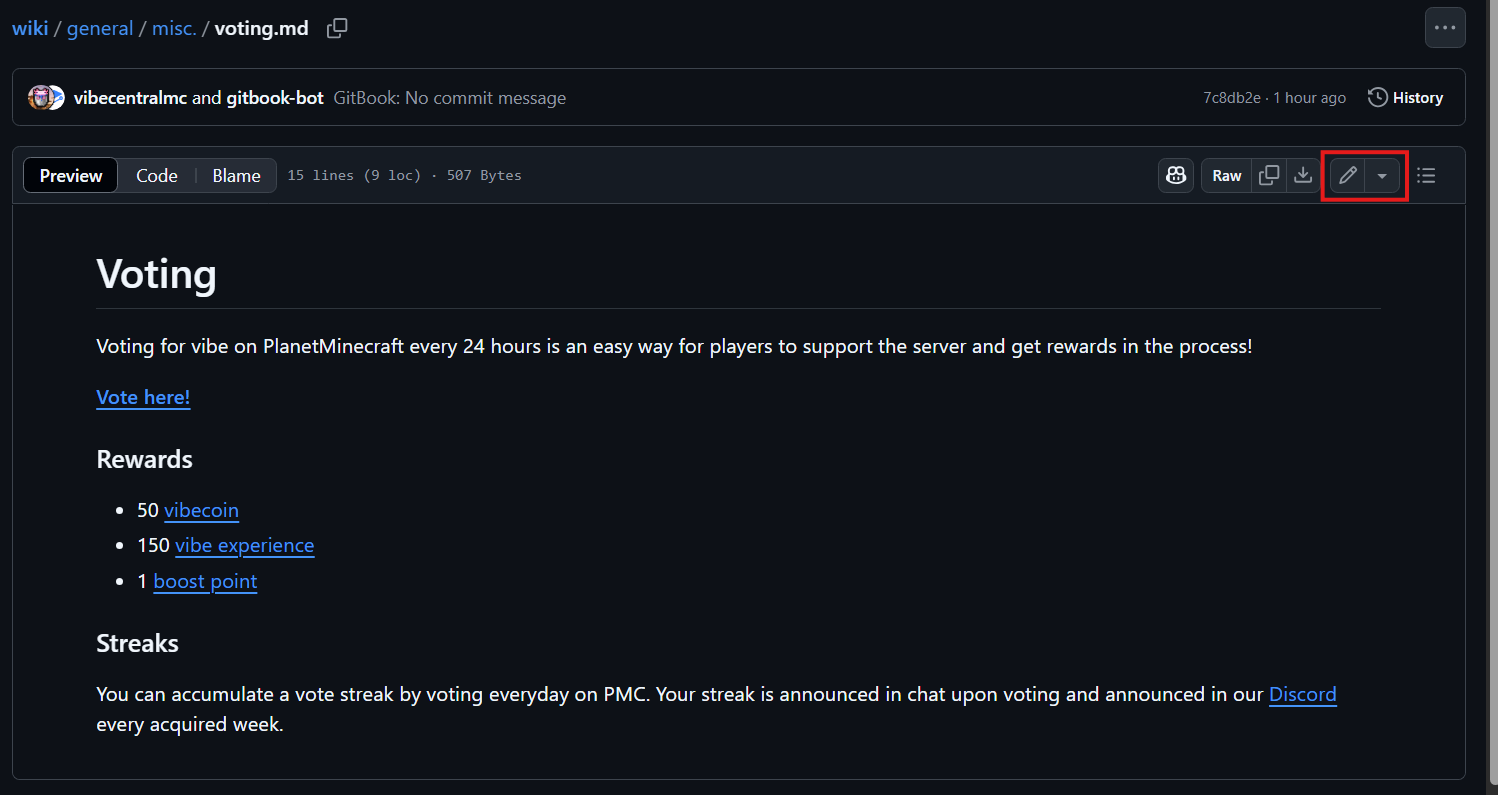 wiki / general / misc. / voting.md
vibecentralmc and gitbook-bot GitBook: No commit message 7c8db2e · 1 hour ago History
Preview Code Blame 15 lines (9 loc) · 507 Bytes Raw
Voting
Voting for vibe on PlanetMinecraft every 24 hours is an easy way for players to support the server and get rewards in the process!
Vote here!
Rewards
• 50 vibecoin
• 150 vibe experience
• 1 boost point
Streaks
You can accumulate a vote streak by voting everyday on PMC. Your streak is announced in chat upon voting and announced in our Discord
every acquired week.